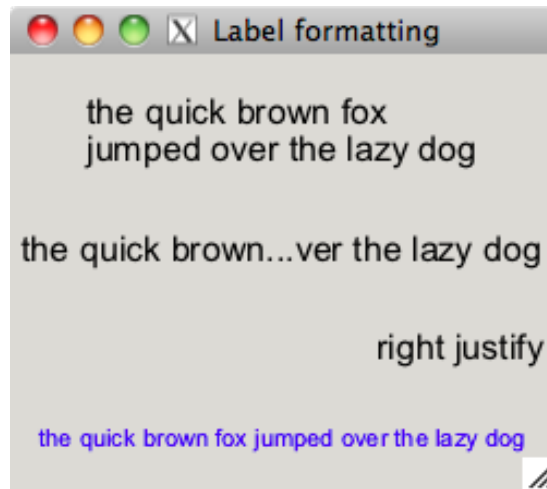 Label formatting
the quick brown fox
jumped over the lazy dog
the quick brown...ver the lazy dog
right justify
the quick brown fox jumped over the lazy dog